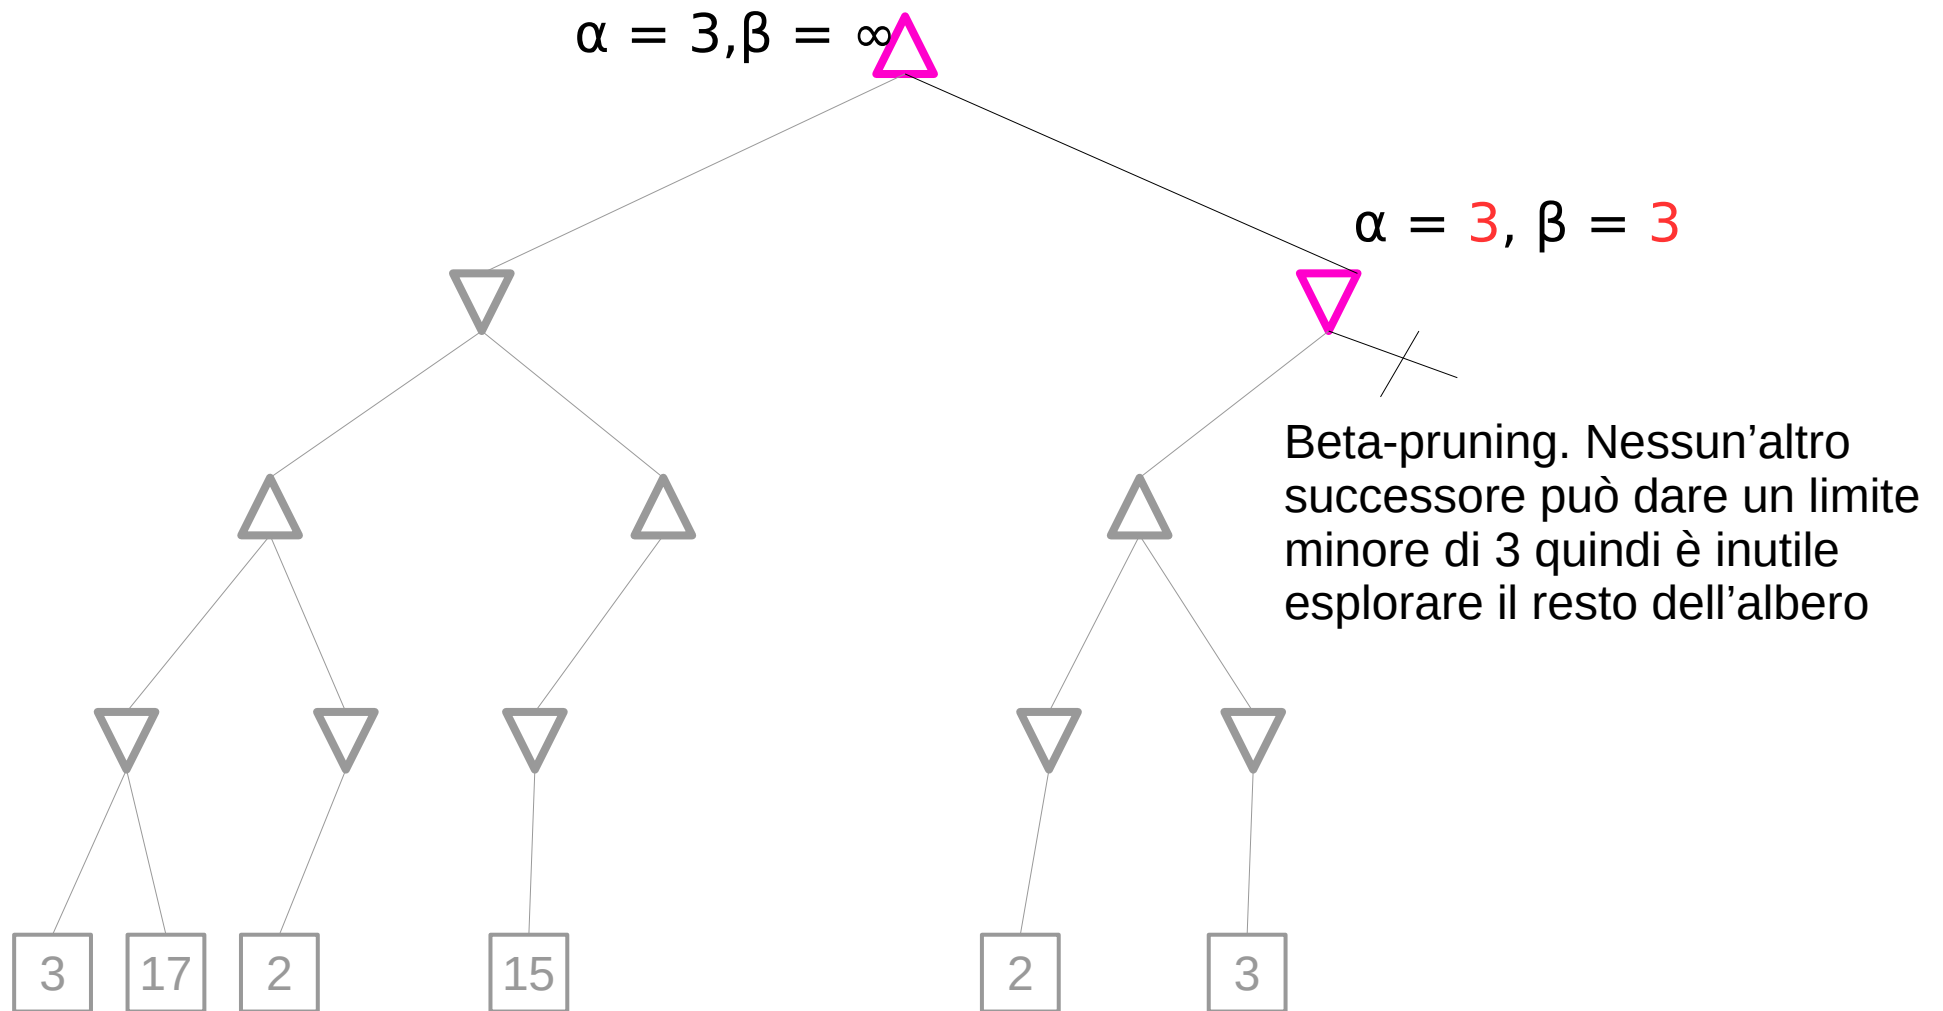 α = 3,β = ∞
α = 3, β = 3
Beta-pruning. Nessun’altro
successore può dare un limite
minore di 3 quindi è inutile
esplorare il resto dell’albero
3 17 2 15 2 3